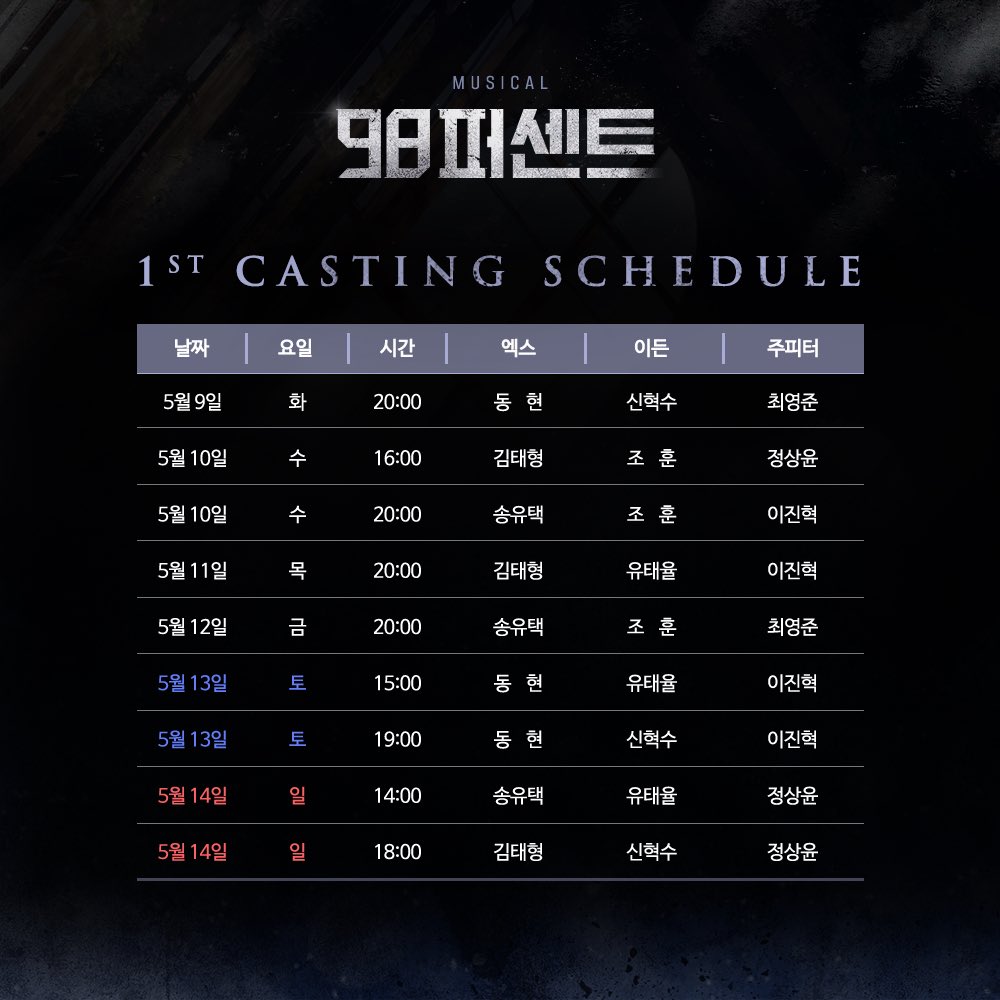 MUSICAL
98퍼센트
1ST CASTING SCHEDULE
날짜 요일 시간 엑스 이든 주피터
5월 9일 화 20:00 동 현 신혁수 최영준
5월 10일 수 16:00 김태형 조 훈 정상윤
5월 10일 수 20:00 송유택 조 훈 이진혁
5월 11일 목 20:00 김태형 유태율 이진혁
5월 12일 금 20:00 송유택 조 훈 최영준
5월 13일 토 15:00 동 현 유태율 이진혁
5월 13일 토 19:00 동 현 신혁수 이진혁
5월 14일 일 14:00 송유택 유태율 정상윤
5월 14일 일 18:00 김태형 신혁수 정상윤